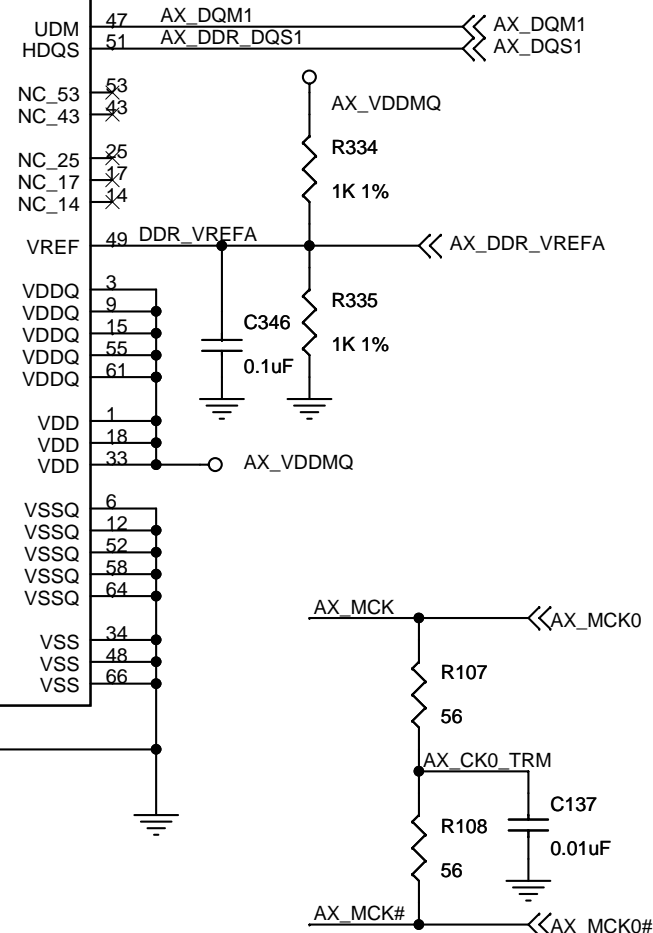 UDM 47 AX_DQM1 AX_DQM1
HDQS 51 AX_DDR_DQS1 AX_DQS1
NC_53 53
NC_43 43
AX_VDDMQ
R334
1K 1%
NC_25 25
NC_17 17
NC_14 14
VREF 49 DDR_VREFA AX_DDR_VREFA
VDDQ 3
VDDQ 9
VDDQ 15
VDDQ 55
VDDQ 61
C346
0.1uF
R335
1K 1%
VDD 1
VDD 18
VDD 33 AX_VDDMQ
VSSQ 6
VSSQ 12
VSSQ 52
VSSQ 58
VSSQ 64
VSS 34
VSS 48
VSS 66
AX_MCK AX_MCK0
R107
56
AX_CK0_TRM
C137
0.01uF
R108
56
AX_MCK# AX_MCK0#